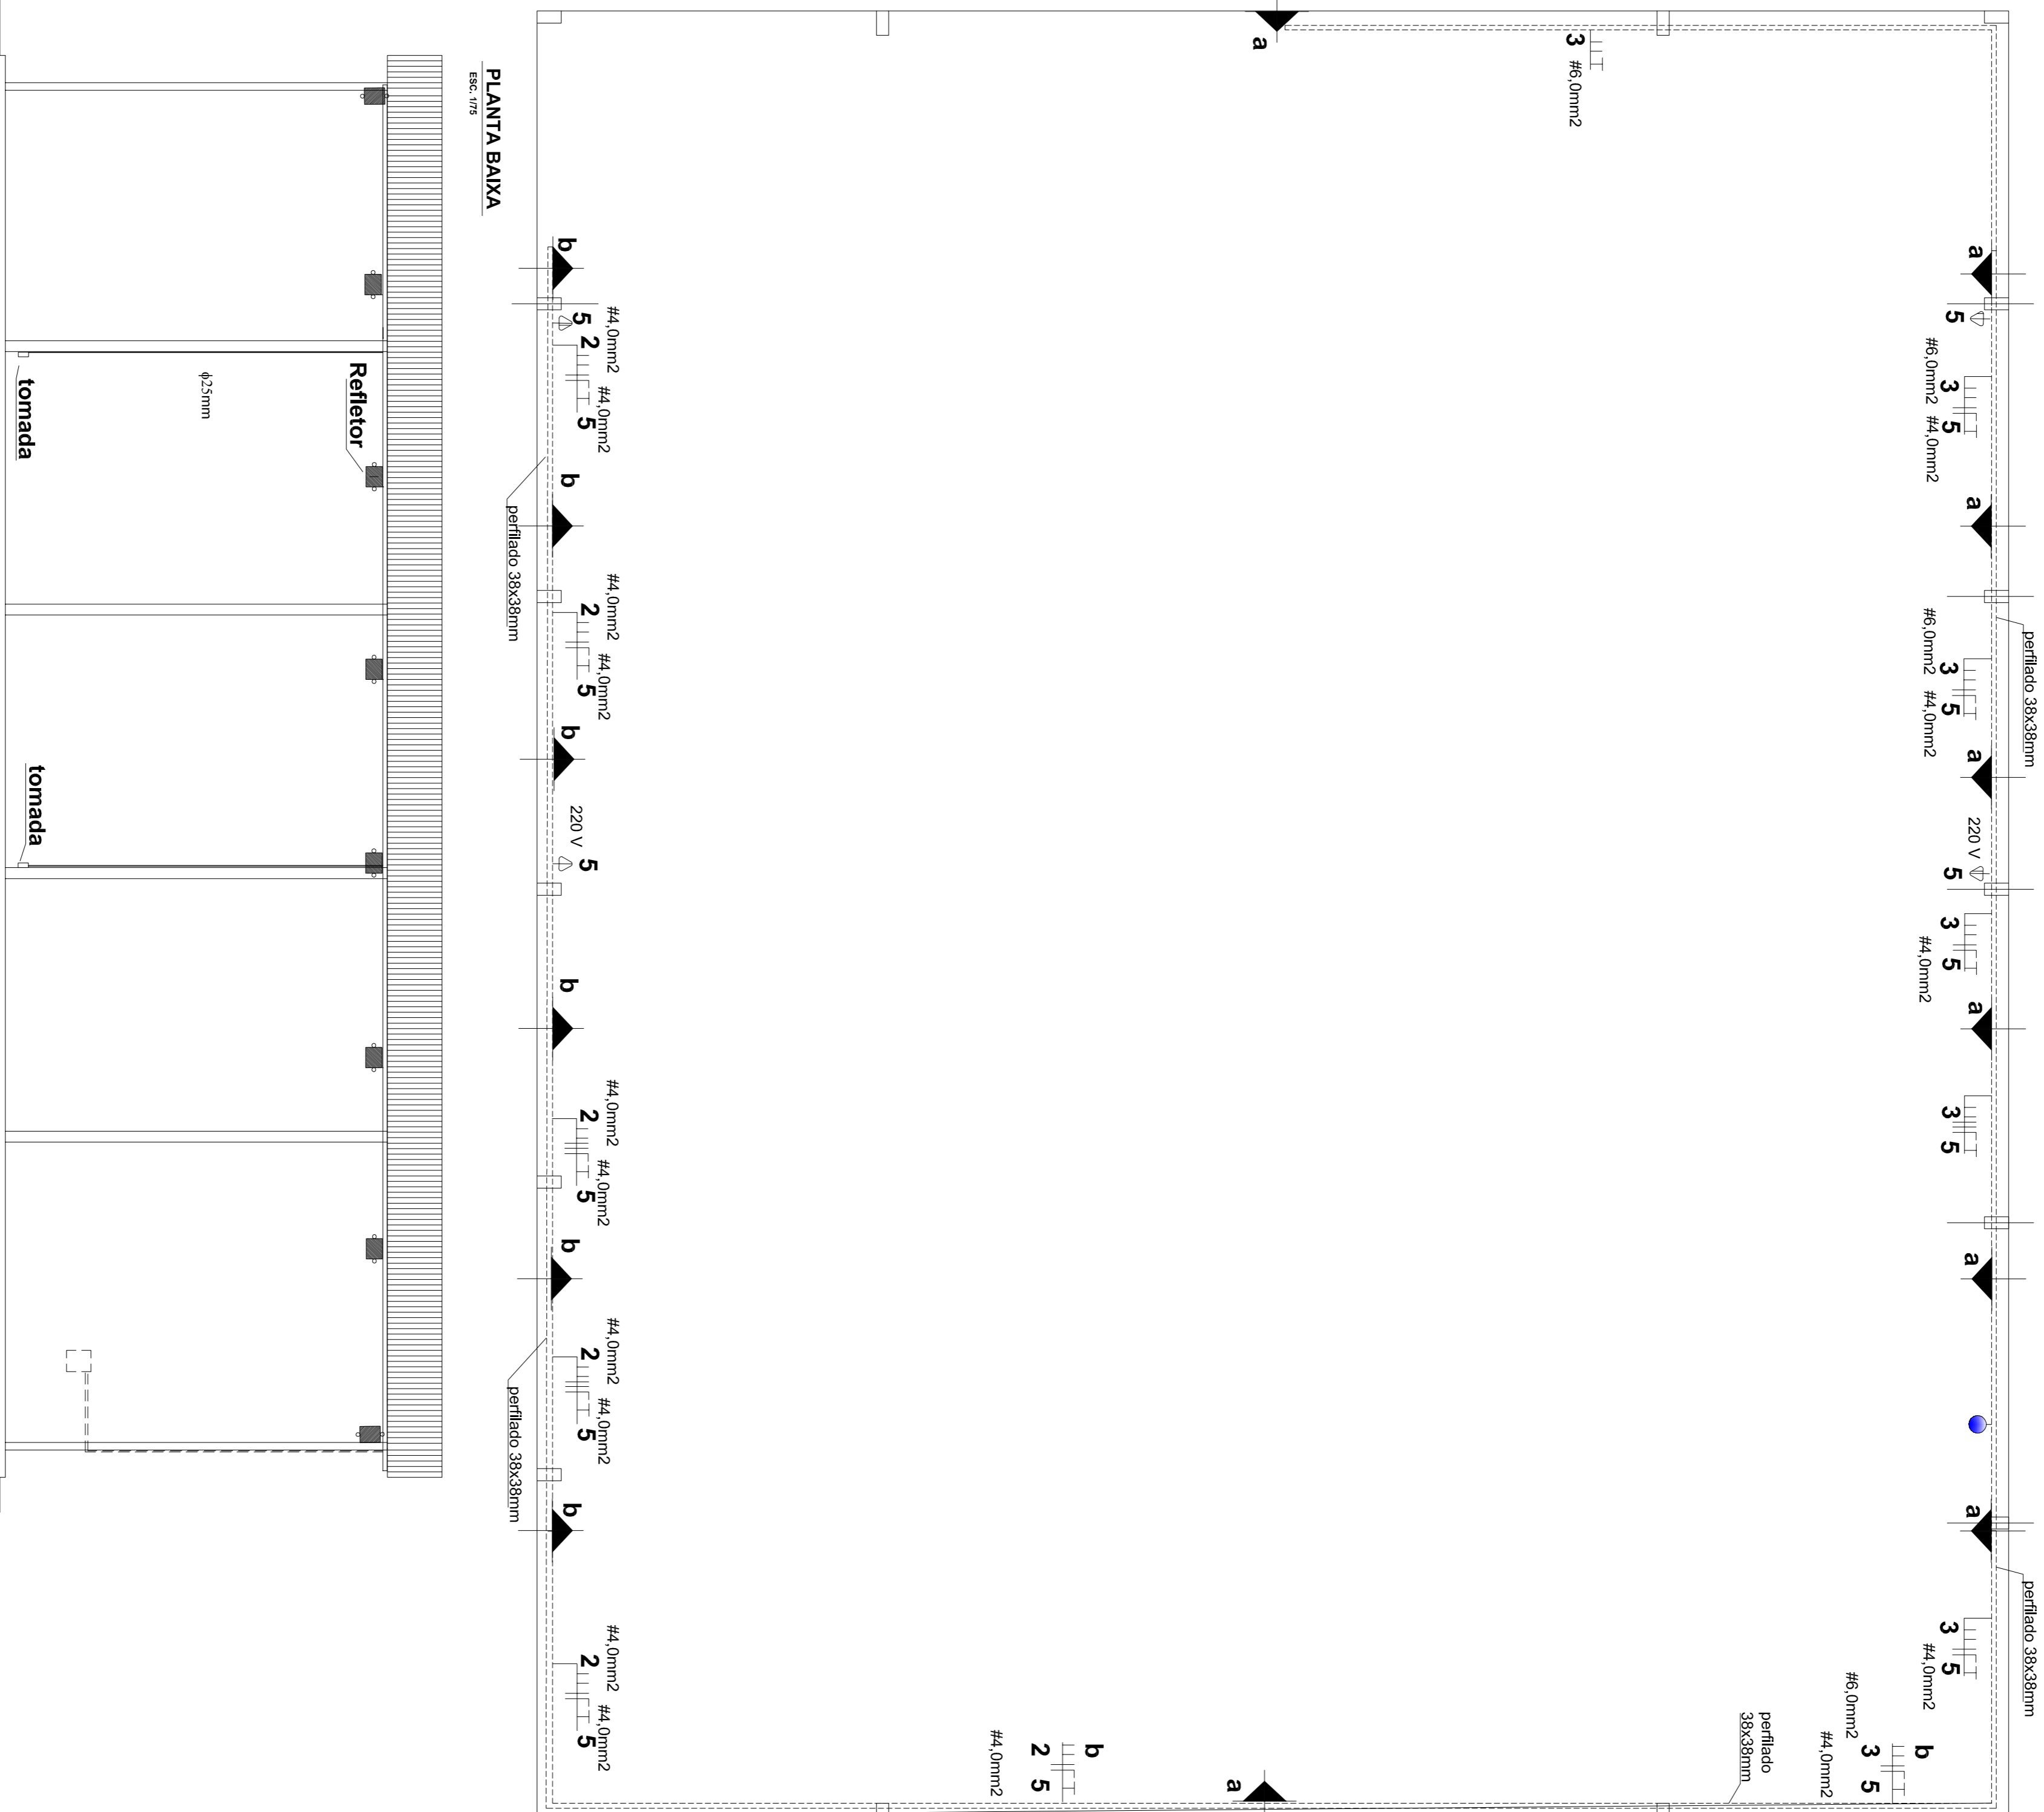 perfilado 38x38mm
perfilado 38x38mm
a
5
#6,0mm2
#4,0mm2
3
5
a
#6,0mm2
#4,0mm2
3
5
a
220 V
5
3
5
#4,0mm2
a
3
5
a
a
3
5
#4,0mm2
b
3
5
#6,0mm2
#4,0mm2
perfilado
38x38mm
3
#6,0mm2
a
a
b
2
5
#4,0mm2
b
5
#4,0mm2
#4,0mm2
2
5
b
#4,0mm2
#4,0mm2
2
5
b
220 V
5
b
#4,0mm2
#4,0mm2
2
5
b
#4,0mm2
#4,0mm2
2
5
b
#4,0mm2
#4,0mm2
2
5
perfilado 38x38mm
perfilado 38x38mm
PLANTA BAIXA
ESC. 1/75
Refletor
ϕ25mm
tomada
tomada